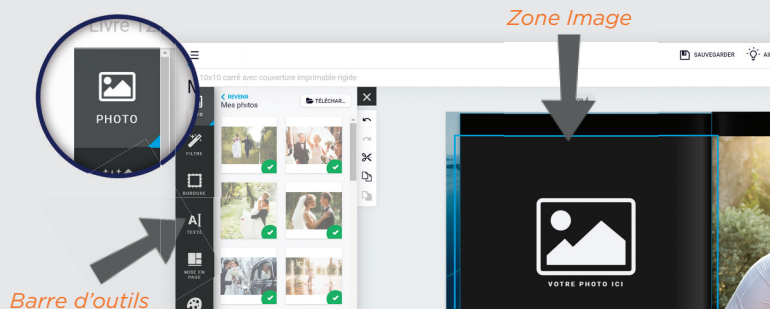 Zone Image
Livre 12
PHOTO
SAUVEGARDER
10x10 carré avec couverture imprimable rigide
REVENIR
Mes photos
TÉLÉCHAR...
FILTRE
BORDURE
TEXTE
MISE EN
PAGE
VOTRE PHOTO ICI
Barre d'outils